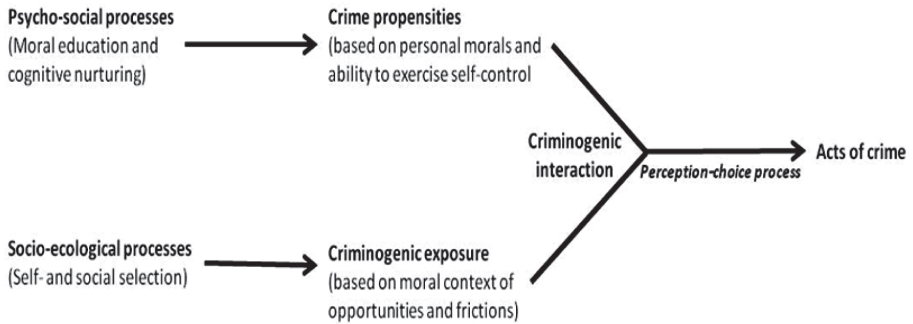 Psycho-social processes
(Moral education and
cognitive nurturing)
Crime propensities
(based on personal morals and
ability to exercise self-control
Criminogenic
interaction
Perception-choice process
Acts of crime
Socio-ecological processes
(Self- and social selection)
Criminogenic exposure
(based on moral context of
opportunities and frictions)